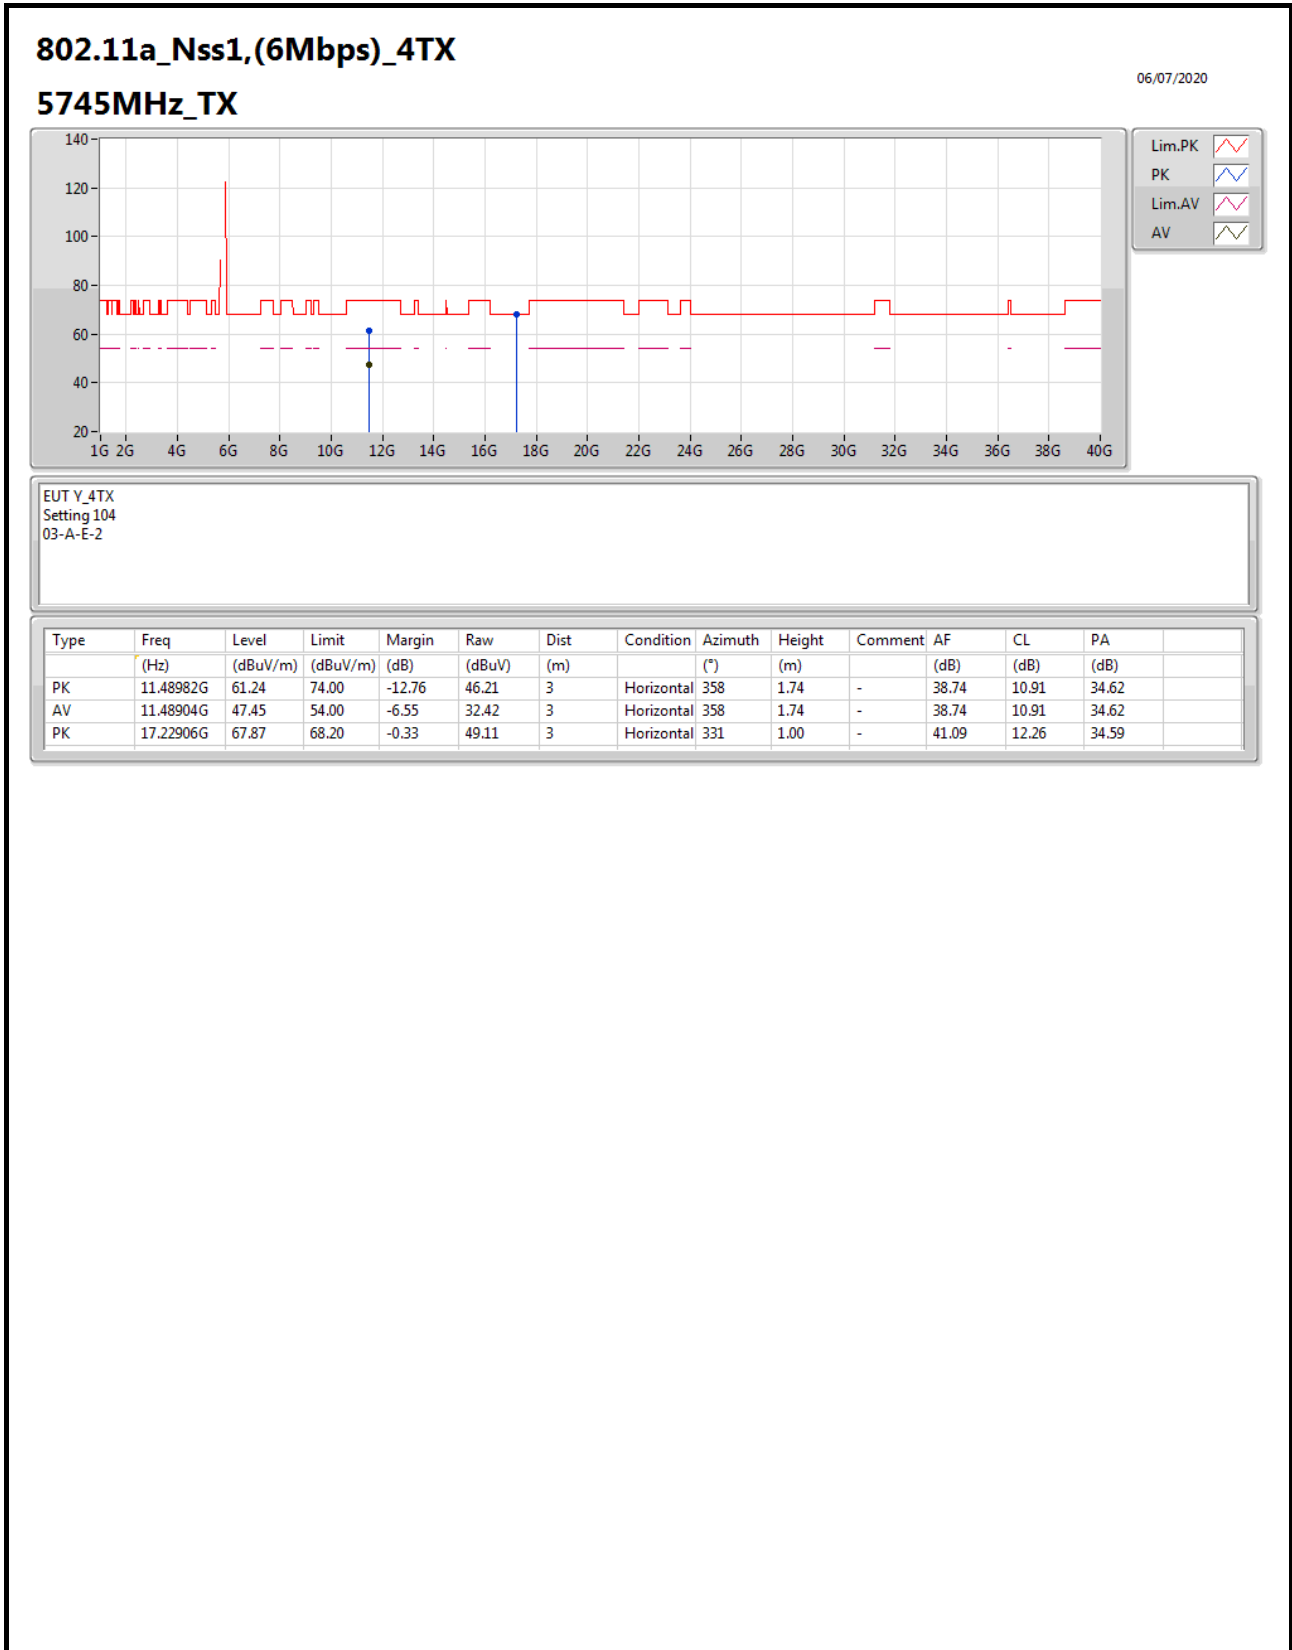 802.11a_Nss1,(6Mbps)_4TX
06/07/2020
5745MHz_TX
140
120
100
80
60
40
20
1G 2G 4G 6G 8G 10G 12G 14G 16G 18G 20G 22G 24G 26G 28G 30G 32G 34G 36G 38G 40G
Lim.PK
PK
Lim.AV
AV
EUT Y_4TX
Setting 104
03-A-E-2
Type Freq Level Limit Margin Raw Dist Condition Azimuth Height Comment AF CL PA
(Hz) (dBuV/m) (dBuV/m) (dB) (dBuV) (m) (°) (m) (dB) (dB) (dB)
PK 11.48982G 61.24 74.00 -12.76 46.21 3 Horizontal 358 1.74 - 38.74 10.91 34.62
AV 11.48904G 47.45 54.00 -6.55 32.42 3 Horizontal 358 1.74 - 38.74 10.91 34.62
PK 17.22906G 67.87 68.20 -0.33 49.11 3 Horizontal 331 1.00 - 41.09 12.26 34.59